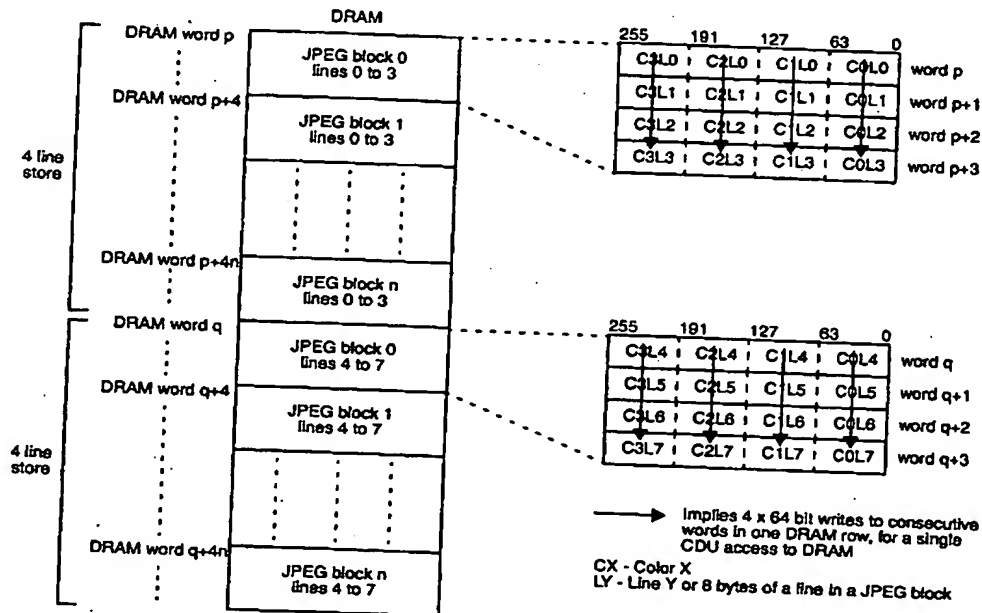 DRAM
DRAM word p
JPEG block 0
lines 0 to 3
DRAM word p+4
JPEG block 1
lines 0 to 3
4 line
store
DRAM word p+4n
JPEG block n
lines 0 to 3
DRAM word q
JPEG block 0
lines 4 to 7
DRAM word q+4
JPEG block 1
lines 4 to 7
4 line
store
DRAM word q+4n
JPEG block n
lines 4 to 7
255 191 127 63 0
C3L0 C2L0 C1L0 C0L0 word p
C3L1 C2L1 C1L1 C0L1 word p+1
C3L2 C2L2 C1L2 C0L2 word p+2
C3L3 C2L3 C1L3 C0L3 word p+3
255 191 127 63 0
C3L4 C2L4 C1L4 C0L4 word q
C3L5 C2L5 C1L5 C0L5 word q+1
C3L6 C2L6 C1L6 C0L6 word q+2
C3L7 C2L7 C1L7 C0L7 word q+3
Implies 4 x 64 bit writes to consecutive
words in one DRAM row, for a single
CDU access to DRAM
CX - Color X
LY - Line Y or 8 bytes of a line in a JPEG block